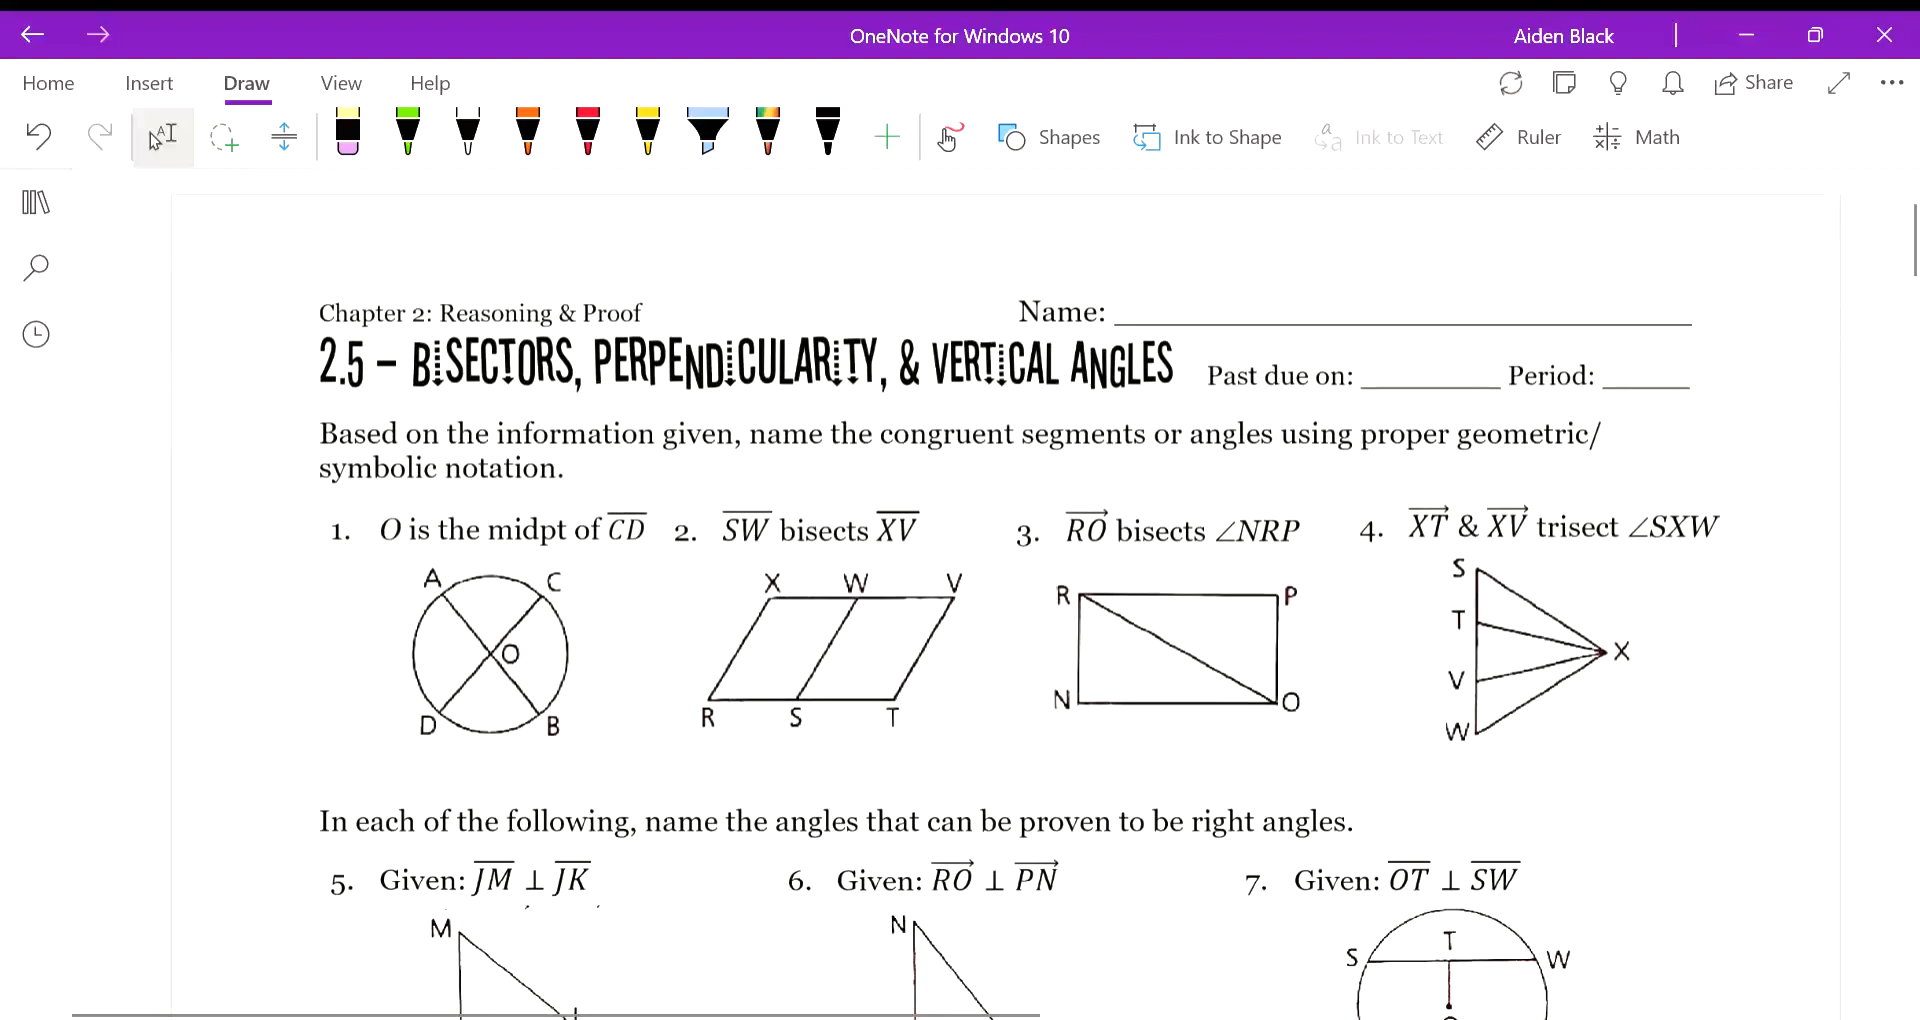 OneNote for Windows 10
Aiden Black
Home Insert Draw View Help
Share
Shapes Ink to Shape Ink to Text Ruler Math
Chapter 2: Reasoning & Proof
Name:
2.5 – BISECTORS, PERPENDICULARITY, & VERTICAL ANGLES
Past due on: Period:
Based on the information given, name the congruent segments or angles using proper geometric/
symbolic notation.
1. O is the midpt of CD
2. SW bisects XV
3. RO bisects ∠NRP
4. XT & XV trisect ∠SXW
A C
O
D B
X W V
R S T
R P
N O
S
T
X
V
W
In each of the following, name the angles that can be proven to be right angles.
5. Given: JM ⊥ JK
6. Given: RO ⊥ PN
7. Given: OT ⊥ SW
M
N
T
S W